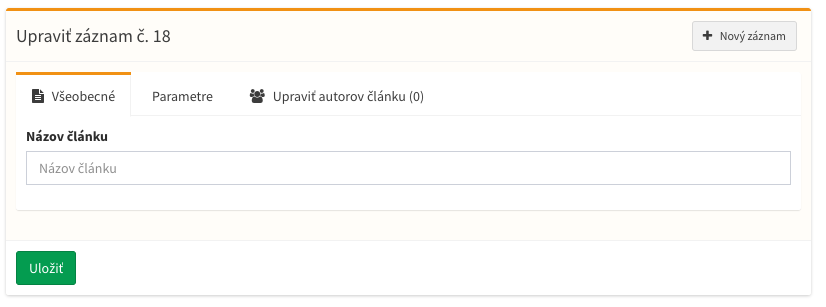 Upraviť záznam č. 18
Nový záznam
Všeobecné
Parametre
Upraviť autorov článku (0)
Názov článku
Názov článku
Uložiť